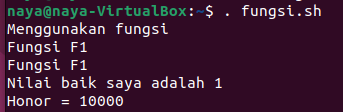 naya@naya-VirtualBox:~$ . fungsi.sh
Menggunakan fungsi
Fungsi F1
Fungsi F1
Nilai baik saya adalah 1
Honor = 10000